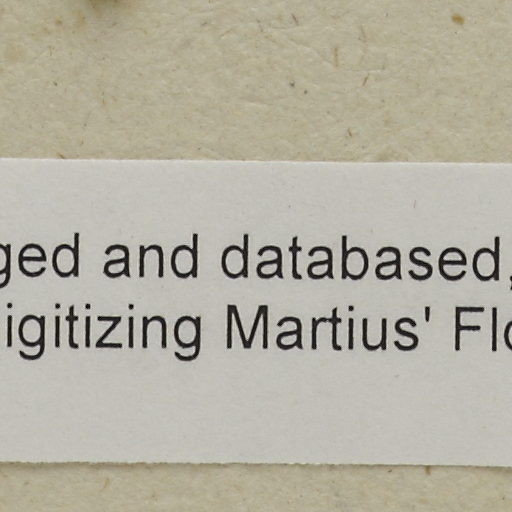 ged and databased,
igitizing Martius' Flo